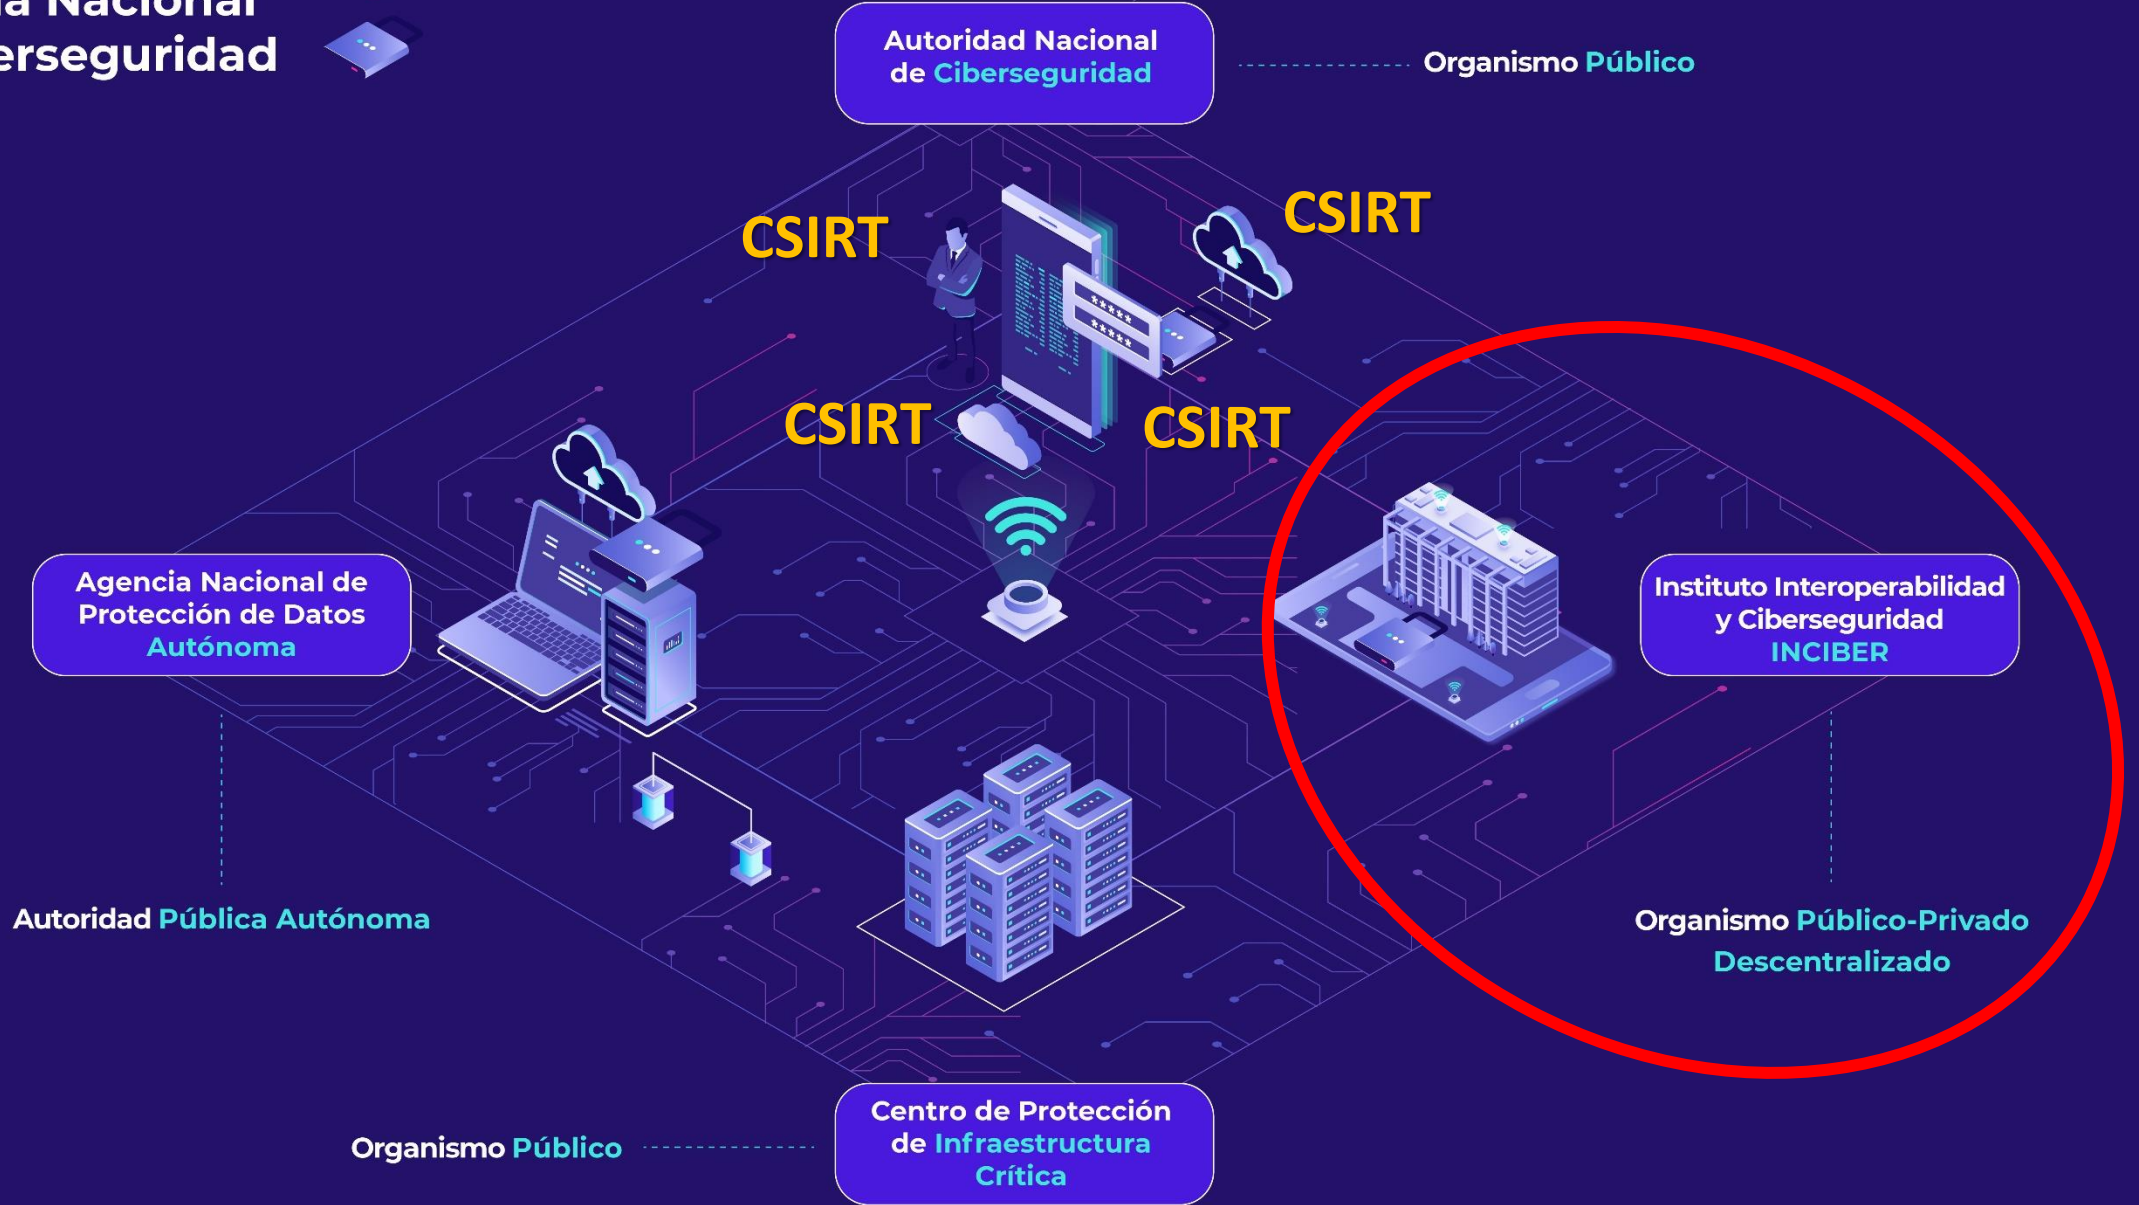 Nacional
Autoridad Nacional
de Ciberseguridad
Organismo Público
CSIRT
CSIRT
CSIRT
CSIRT
*****
*****
Agencia Nacional de
Protección de Datos
Autónoma
Instituto Interoperabilidad
y Ciberseguridad
INCIBER
Autoridad Pública Autónoma
Organismo Público-Privado
Descentralizado
Organismo Público
Centro de Protección
de Infraestructura
Crítica